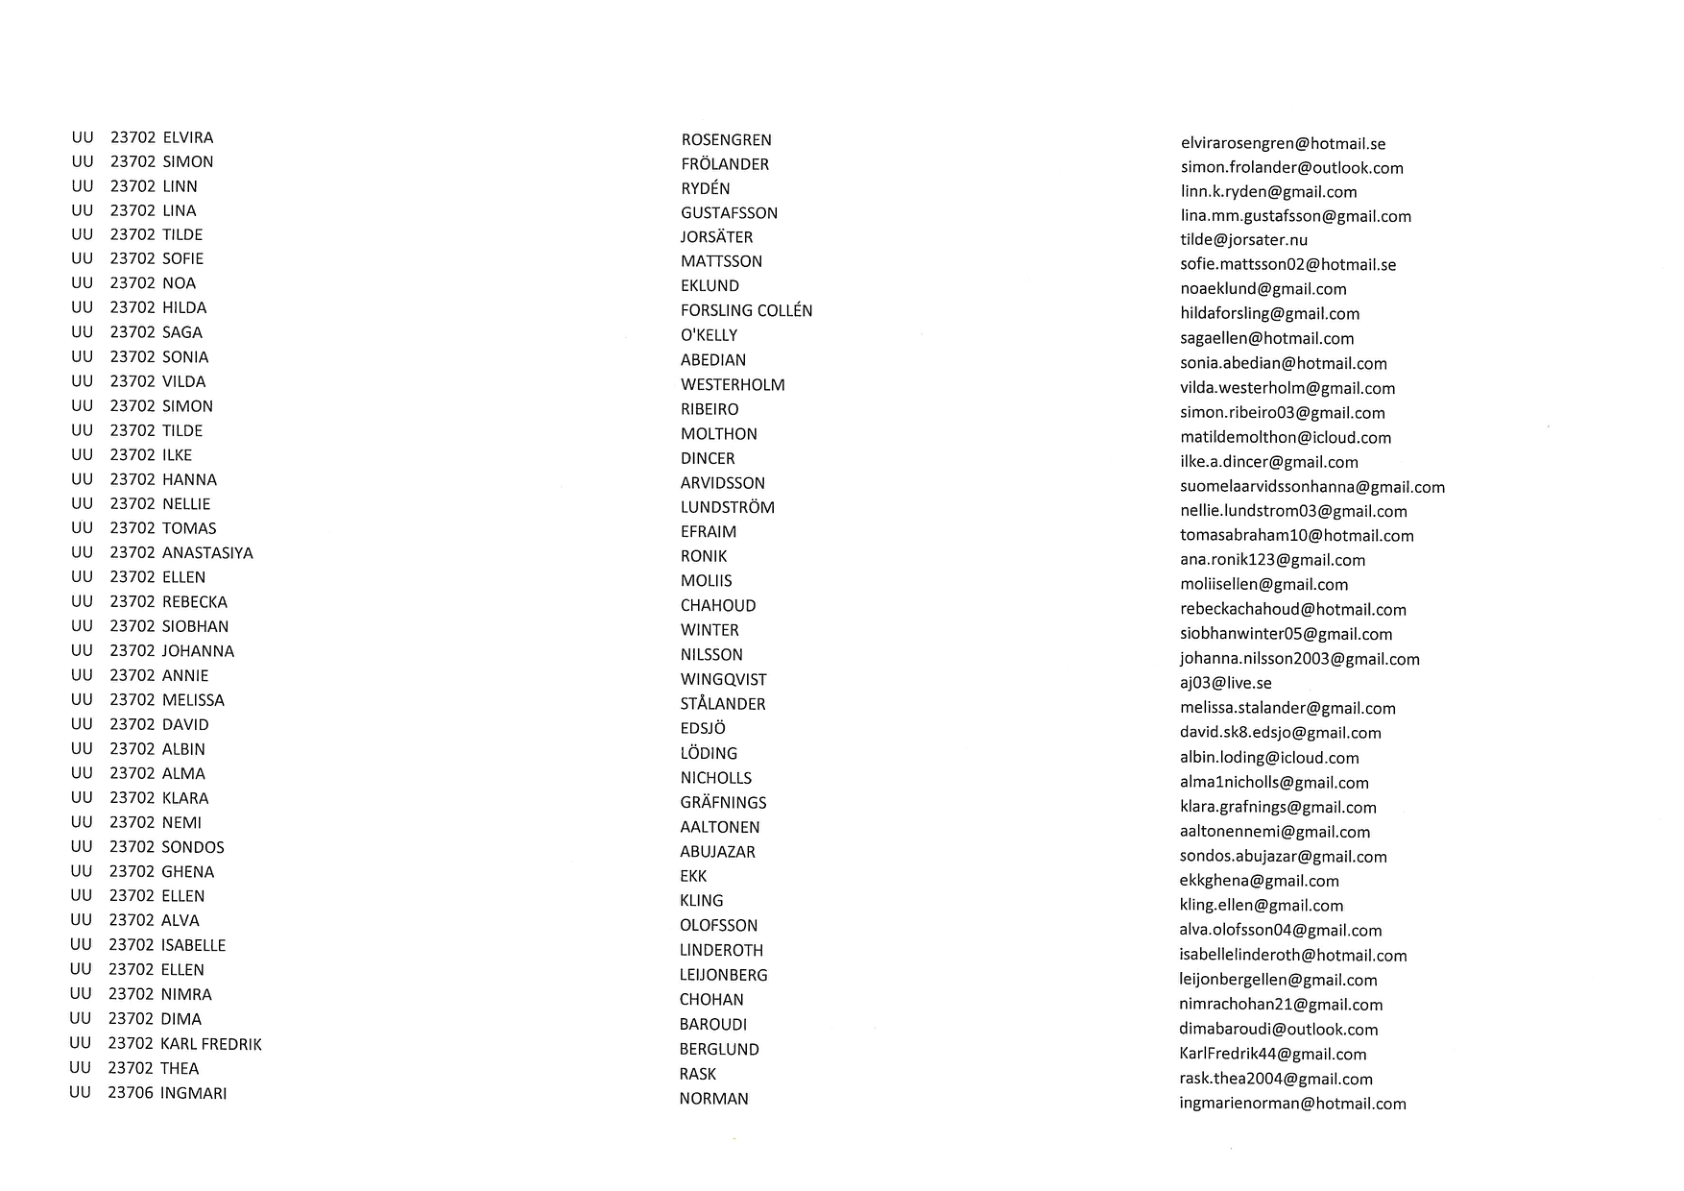 UU 23702 ELVIRA ROSENGREN elvirarosengren@hotmail.se
UU 23702 SIMON FRÖLANDER simon.frolander@outlook.com
UU 23702 LINN RYDÉN linn.k.ryden@gmail.com
UU 23702 LINA GUSTAFSSON lina.mm.gustafsson@gmail.com
UU 23702 TILDE JORSÄTER tilde@jorsater.nu
UU 23702 SOFIE MATTSSON sofie.mattsson02@hotmail.se
UU 23702 NOA EKLUND noaeklund@gmail.com
UU 23702 HILDA FORSLING COLLÉN hildaforsling@gmail.com
UU 23702 SAGA O'KELLY sagaellen@hotmail.com
UU 23702 SONIA ABEDIAN sonia.abedian@hotmail.com
UU 23702 VILDA WESTERHOLM vilda.westerholm@gmail.com
UU 23702 SIMON RIBEIRO simon.ribeiro03@gmail.com
UU 23702 TILDE MOLTHON matildemolthon@icloud.com
UU 23702 ILKE DINCER ilke.a.dincer@gmail.com
UU 23702 HANNA ARVIDSSON suomelaarvidssonhanna@gmail.com
UU 23702 NELLIE LUNDSTRÖM nellie.lundstrom03@gmail.com
UU 23702 TOMAS EFRAIM tomasabraham10@hotmail.com
UU 23702 ANASTASIYA RONIK ana.ronik123@gmail.com
UU 23702 ELLEN MOLIIS moliisellen@gmail.com
UU 23702 REBECKA CHAHOUD rebeckachahoud@hotmail.com
UU 23702 SIOBHAN WINTER siobhanwinter05@gmail.com
UU 23702 JOHANNA NILSSON johanna.nilsson2003@gmail.com
UU 23702 ANNIE WINGQVIST aj03@live.se
UU 23702 MELISSA STÅLANDER melissa.stalander@gmail.com
UU 23702 DAVID EDSJÖ david.sk8.edsjo@gmail.com
UU 23702 ALBIN LÖDING albin.loding@icloud.com
UU 23702 ALMA NICHOLLS alma1nicholls@gmail.com
UU 23702 KLARA GRÄFNINGS klara.grafnings@gmail.com
UU 23702 NEMI AALTONEN aaltonennemi@gmail.com
UU 23702 SONDOS ABUJAZAR sondos.abujazar@gmail.com
UU 23702 GHENA EKK ekkghena@gmail.com
UU 23702 ELLEN KLING kling.ellen@gmail.com
UU 23702 ALVA OLOFSSON alva.olofsson04@gmail.com
UU 23702 ISABELLE LINDEROTH isabellelinderoth@hotmail.com
UU 23702 ELLEN LEIJONBERG leijonbergellen@gmail.com
UU 23702 NIMRA CHOHAN nimrachohan21@gmail.com
UU 23702 DIMA BAROUDI dimabaroudi@outlook.com
UU 23702 KARL FREDRIK BERGLUND KarlFredrik44@gmail.com
UU 23702 THEA RASK rask.thea2004@gmail.com
UU 23706 INGMARI NORMAN ingmarienorman@hotmail.com